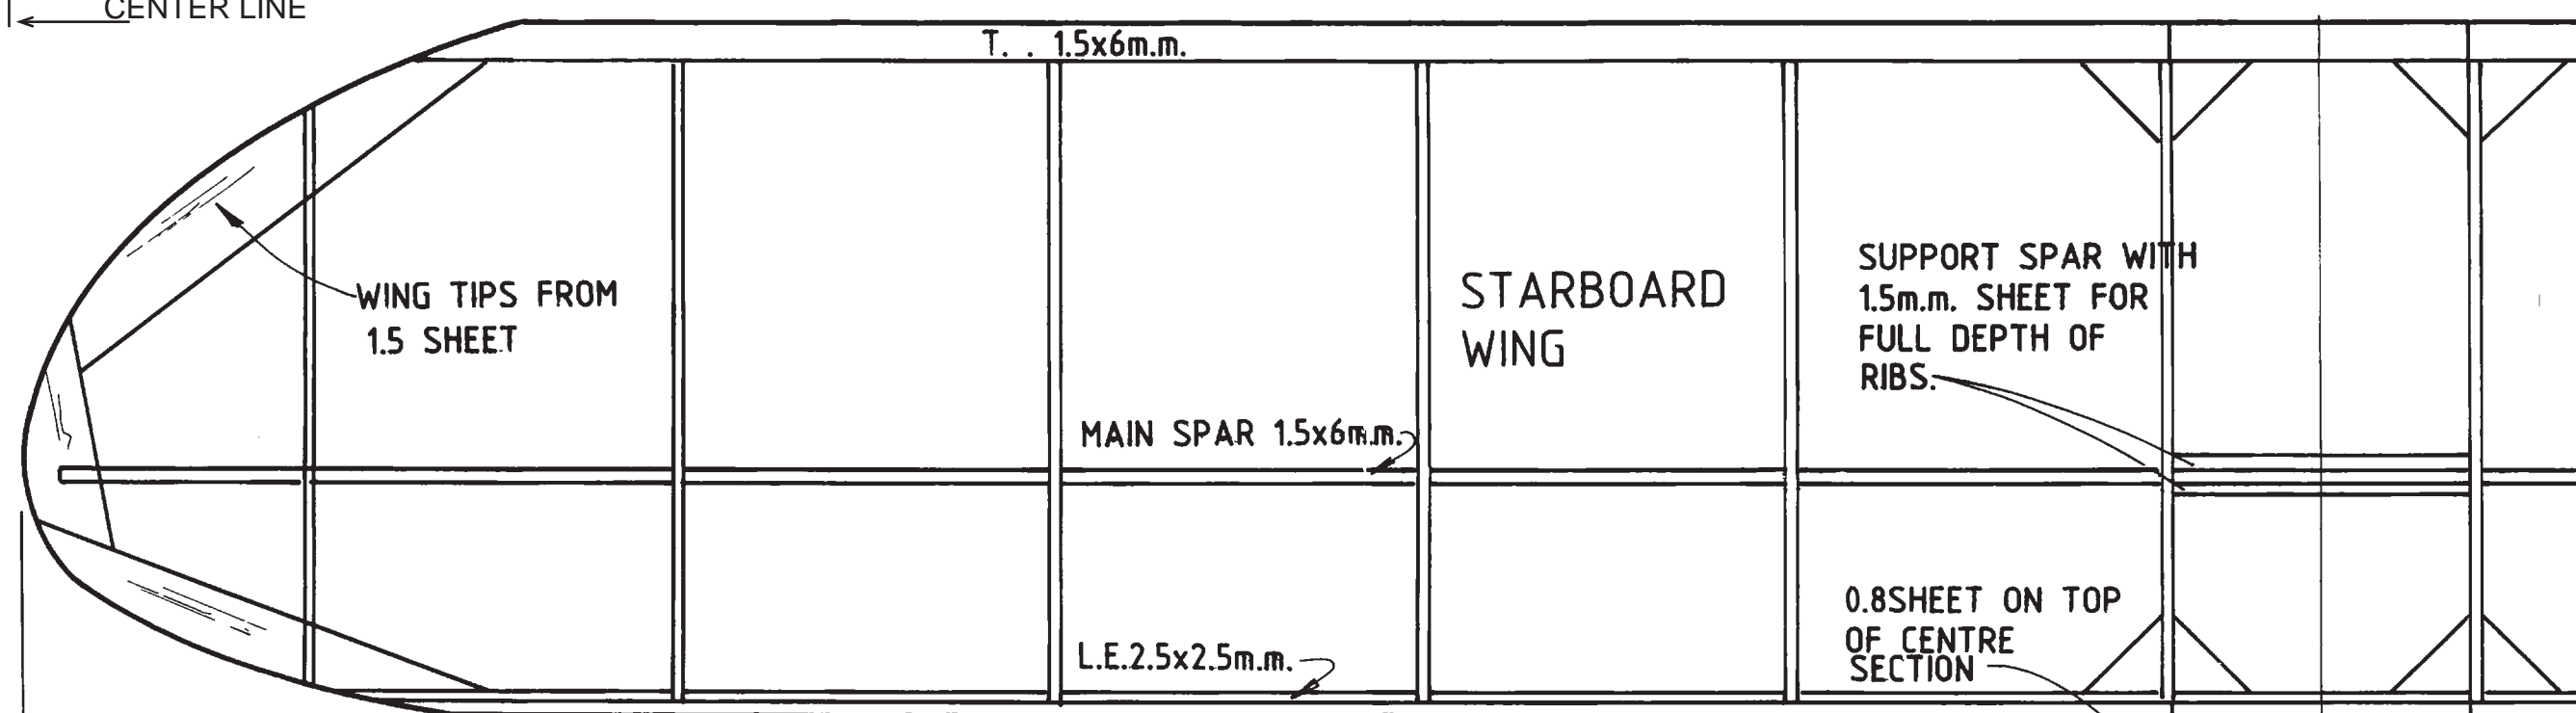 CENTER LINE
T. . 1.5x6m.m.
WING TIPS FROM
1.5 SHEET
STARBOARD
WING
SUPPORT SPAR WITH
1.5m.m. SHEET FOR
FULL DEPTH OF
RIBS.
MAIN SPAR 1.5x6m.m.
L.E.2.5x2.5m.m.
0.8SHEET ON TOP
OF CENTRE
SECTION